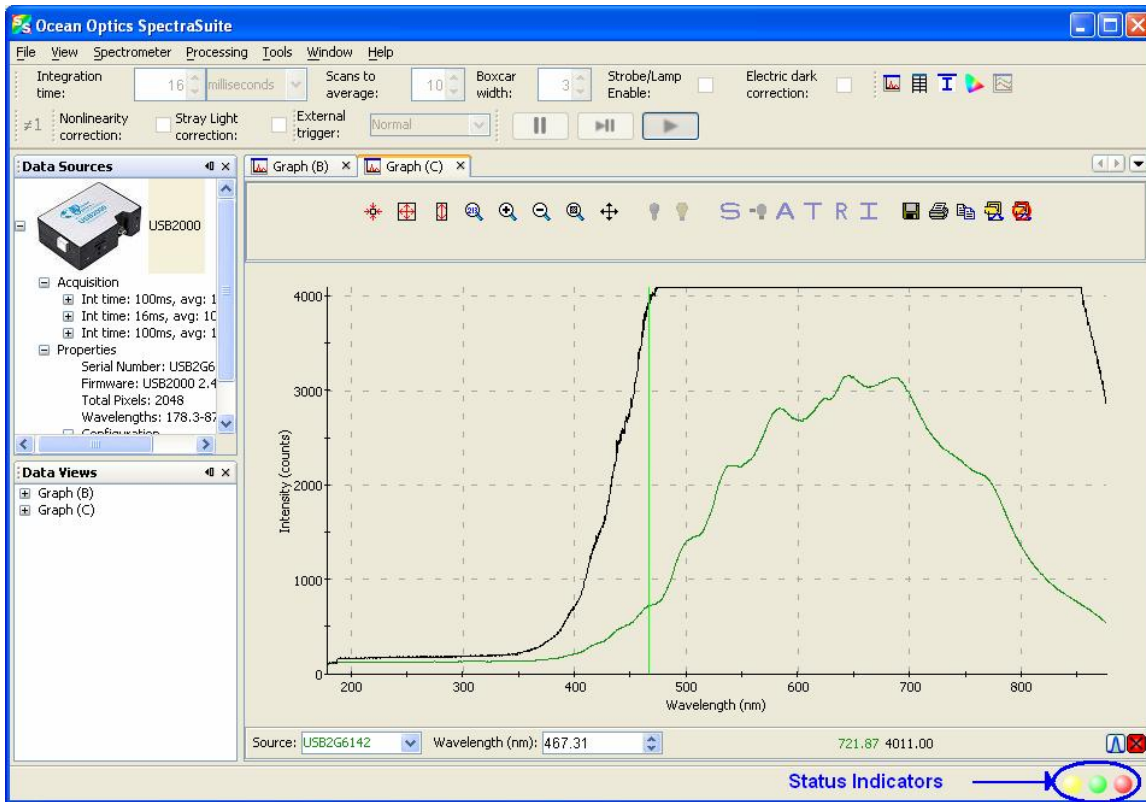 Ocean Optics SpectraSuite
File View Spectrometer Processing Tools Window Help
Integration time: 16 milliseconds Scans to average: 10 Boxcar width: 3 Strobe/Lamp Enable: Electric dark correction:
≠1 Nonlinearity correction: Stray Light correction: External trigger: Normal
Data Sources
Graph (B) Graph (C)
USB2000
S A T R I
Acquisition
Int time: 100ms, avg: 1
Int time: 16ms, avg: 10
Int time: 100ms, avg: 1
Properties
Serial Number: USB2G6
Firmware: USB2000 2.4
Total Pixels: 2048
Wavelengths: 178.3-87
Configuration
Data Views
Graph (B)
Graph (C)
Intensity (counts)
4000
3000
2000
1000
0
200 300 400 500 600 700 800
Wavelength (nm)
Source: USB2G6142 Wavelength (nm): 467.31 721.87 4011.00
Status Indicators